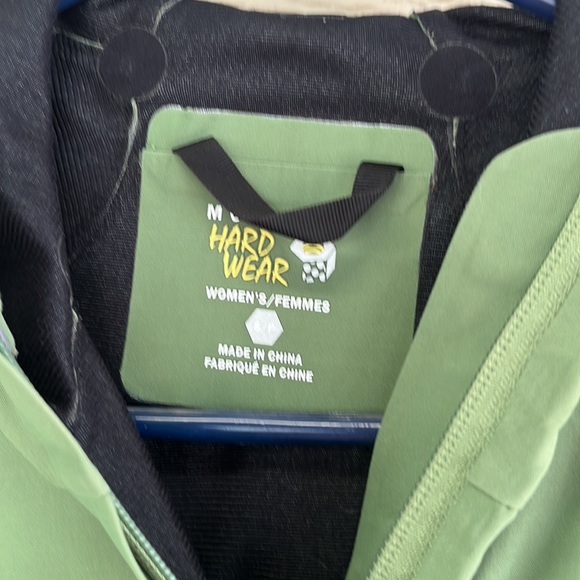 HARD
WEAR
WOMEN'S/FEMMES
MADE IN CHINA
FABRIQUÉ EN CHINE